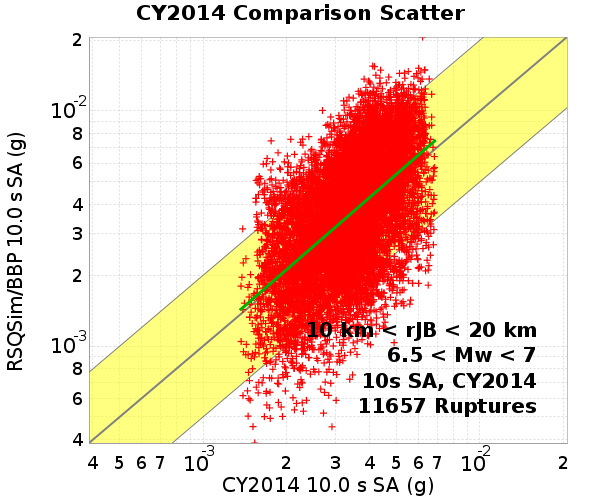 CY2014 Comparison Scatter
RSQSim/BBP 10.0 s SA (g)
2
10-2
8
6
4
3
2
10-3
8
6
4
10 km < rJB < 20 km
6.5 < Mw < 7
10s SA, CY2014
11657 Ruptures
4 5 6 7 10-3 2 3 4 5 6 7 10-2 2
CY2014 10.0 s SA (g)